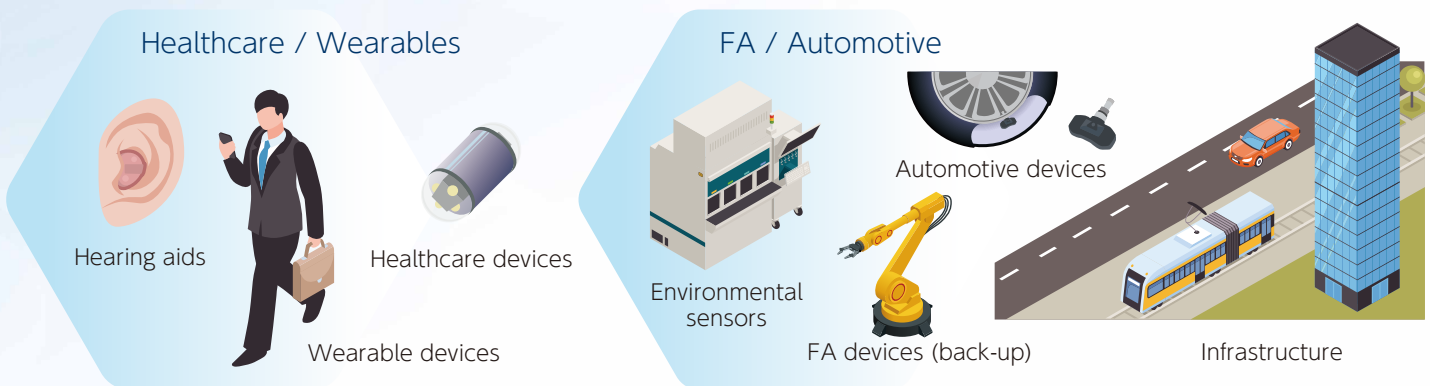 Healthcare / Wearables
Hearing aids
Healthcare devices
Wearable devices
FA / Automotive
Automotive devices
Environmental
sensors
FA devices (back-up)
Infrastructure